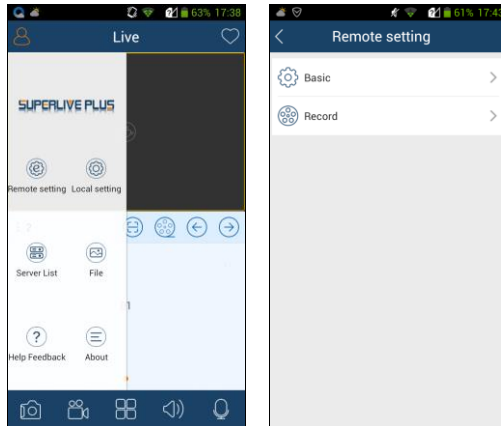 63% 17:38
Live
SUPERLIVE PLUS
Remote setting
Local setting
Server List
File
Help Feedback
About
61% 17:43
Remote setting
Basic
Record